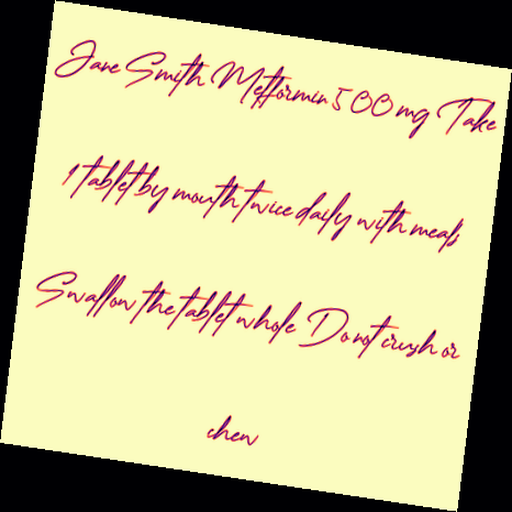 Jane Smith Metformin 500 mg Take
1 tablet by mouth twice daily with meals
Swallow the tablet whole Do not crush or
chew